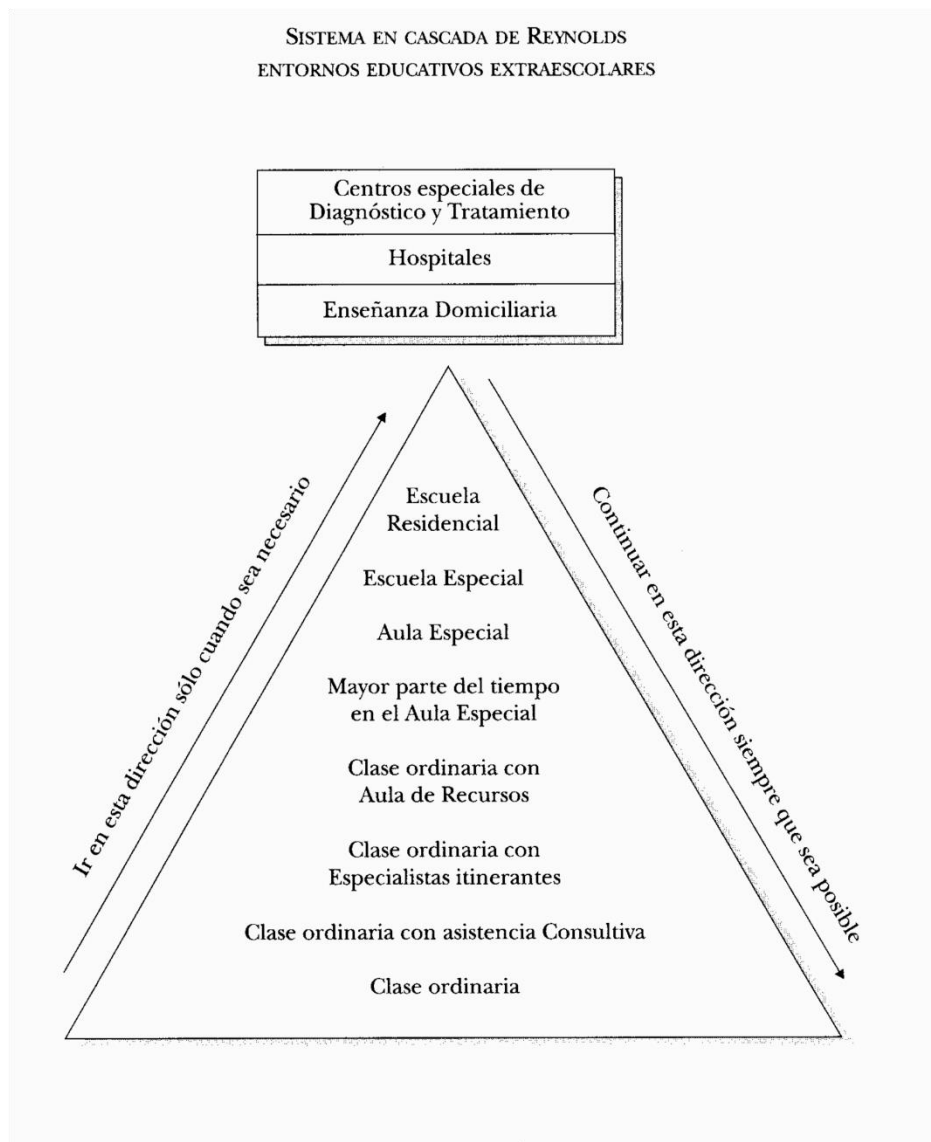 SISTEMA EN CASCADA DE REYNOLDS
ENTORNOS EDUCATIVOS EXTRAESCOLARES
Centros especiales de
Diagnóstico y Tratamiento
Hospitales
Enseñanza Domiciliaria
Ir en esta dirección sólo cuando sea necesario
Continuar en esta dirección siempre que sea posible
Escuela
Residencial
Escuela Especial
Aula Especial
Mayor parte del tiempo
en el Aula Especial
Clase ordinaria con
Aula de Recursos
Clase ordinaria con
Especialistas itinerantes
Clase ordinaria con asistencia Consultiva
Clase ordinaria